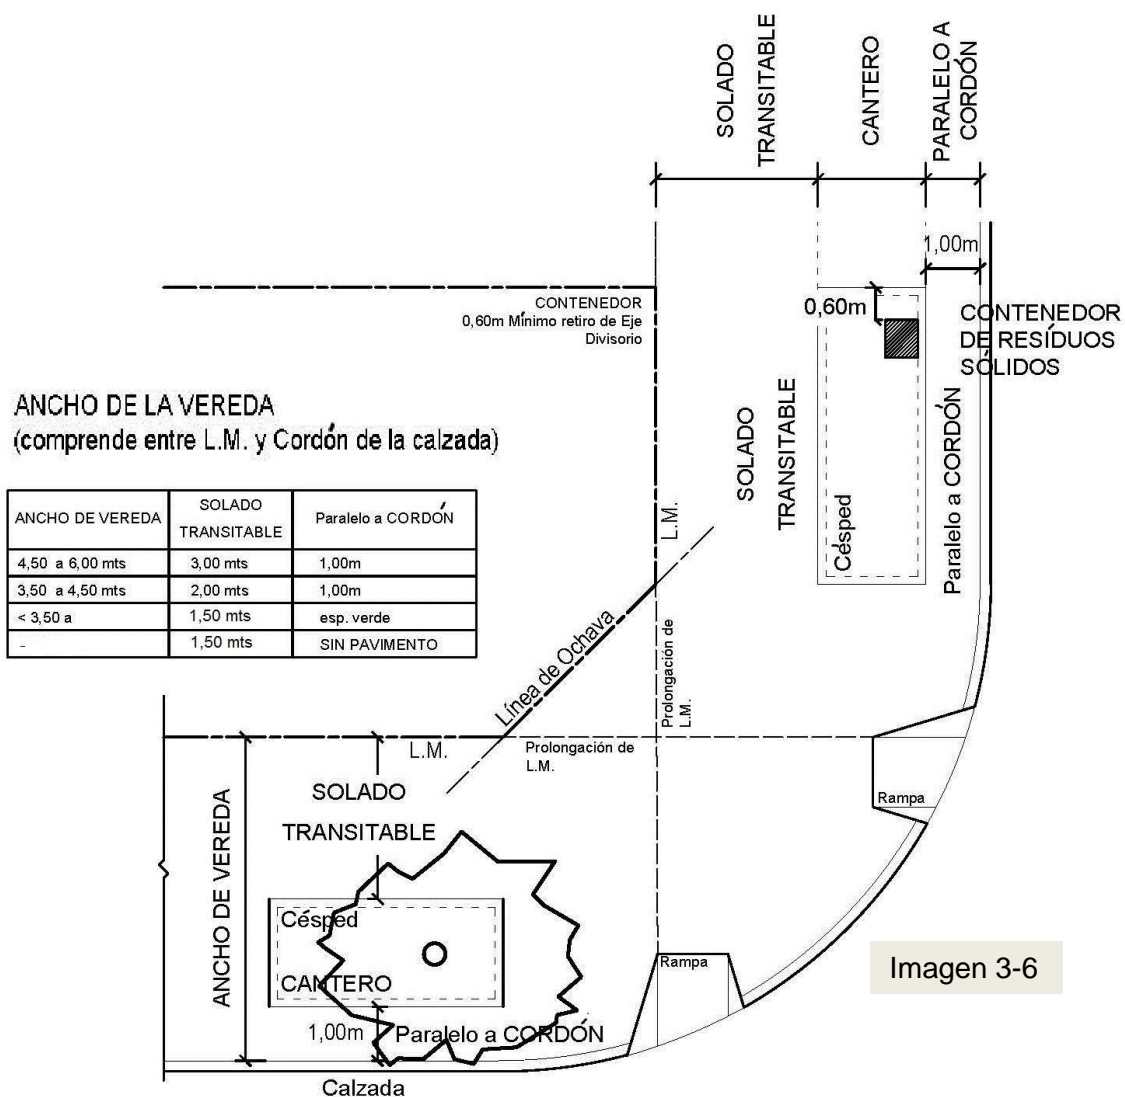 SOLADO
TRANSITABLE
CANTERO
PARALELO A
CORDÓN
1,00m
0,60m
CONTENEDOR
DE RESÍDUOS
SÓLIDOS
CONTENEDOR
0,60m Mínimo retiro de Eje
Divisorio
SOLADO
TRANSITABLE
Césped
Paralelo a CORDÓN
ANCHO DE LA VEREDA
(comprende entre L.M. y Cordón de la calzada)
ANCHO DE VEREDA SOLADO TRANSITABLE Paralelo a CORDÓN
4,50 a 6,00 mts 3,00 mts 1,00m
3,50 a 4,50 mts 2,00 mts 1,00m
< 3,50 a 1,50 mts esp. verde
- 1,50 mts SIN PAVIMENTO
L.M.
Línea de Ochava
Prolongación de
L.M.
L.M.
Prolongación de
L.M.
SOLADO
TRANSITABLE
ANCHO DE VEREDA
Césped
CANTERO
1,00m
Paralelo a CORDÓN
Calzada
Rampa
Rampa
Imagen 3-6